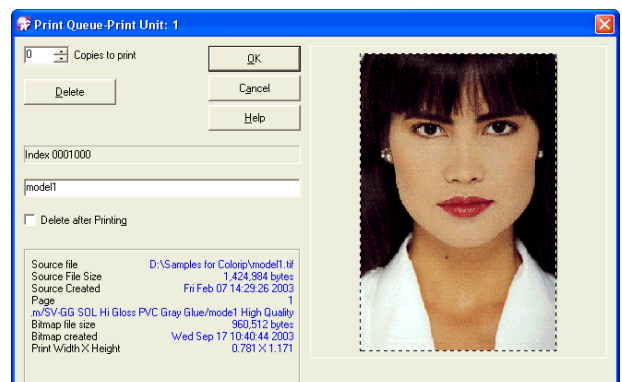 Print Queue-Print Unit: 1
0 Copies to print
OK
Delete
Cancel
Help
Index 0001000
model1
Delete after Printing
Source file D:\Samples for Colorip\model1.tif
Source File Size 1,424,984 bytes
Source Created Fri Feb 07 14:29:26 2003
Page 1
.m/SV-GG SOL Hi Gloss PVC Gray Glue/mode1 High Quality
Bitmap file size 960,512 bytes
Bitmap created Wed Sep 17 10:40:44 2003
Print Width X Height 0.781 X 1.171